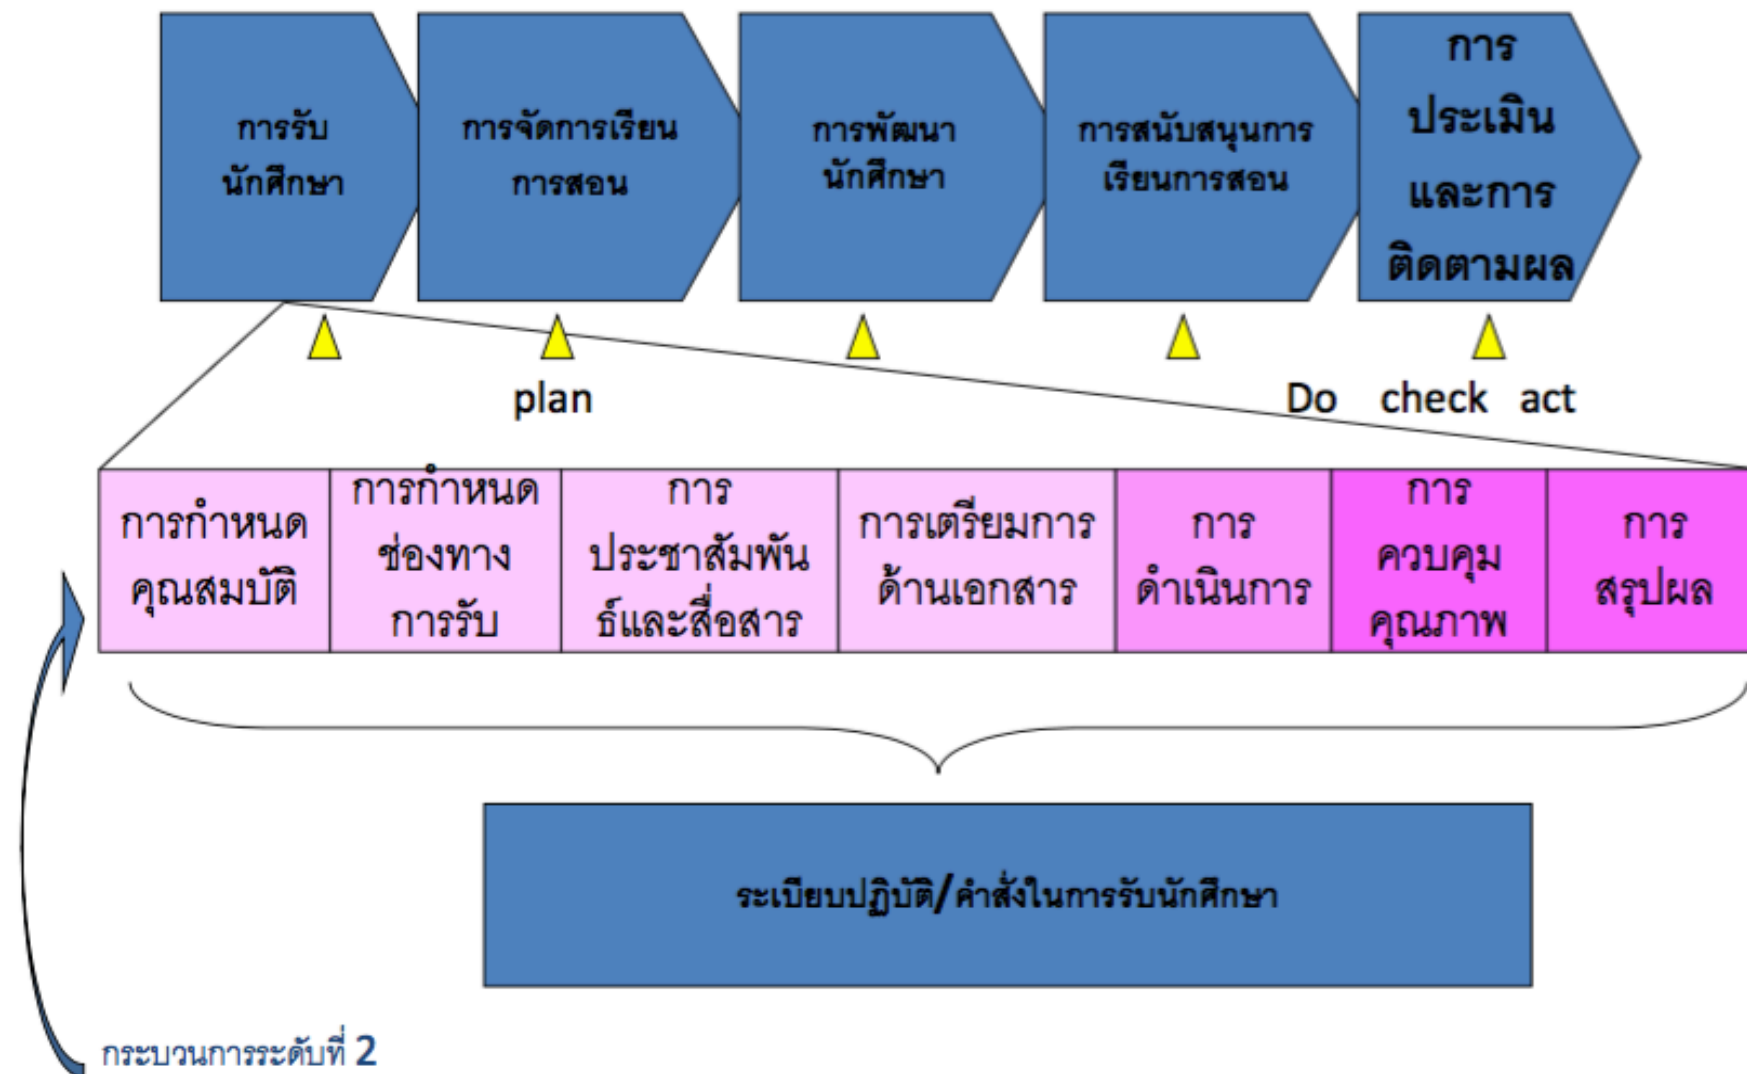 การรับ
นักศึกษา
การจัดการเรียน
การสอน
การพัฒนา
นักศึกษา
การสนับสนุนการ
เรียนการสอน
การ
ประเมิน
และการ
ติดตามผล
plan
Do check act
การกำหนด
คุณสมบัติ
การกำหนด
ช่องทาง
การรับ
การ
ประชาสัมพัน
ธ์และสื่อสาร
การเตรียมการ
ด้านเอกสาร
การ
ดำเนินการ
การ
ควบคุม
คุณภาพ
การ
สรุปผล
ระเบียบปฏิบัติ/คำสั่งในการรับนักศึกษา
กระบวนการระดับที่ 2